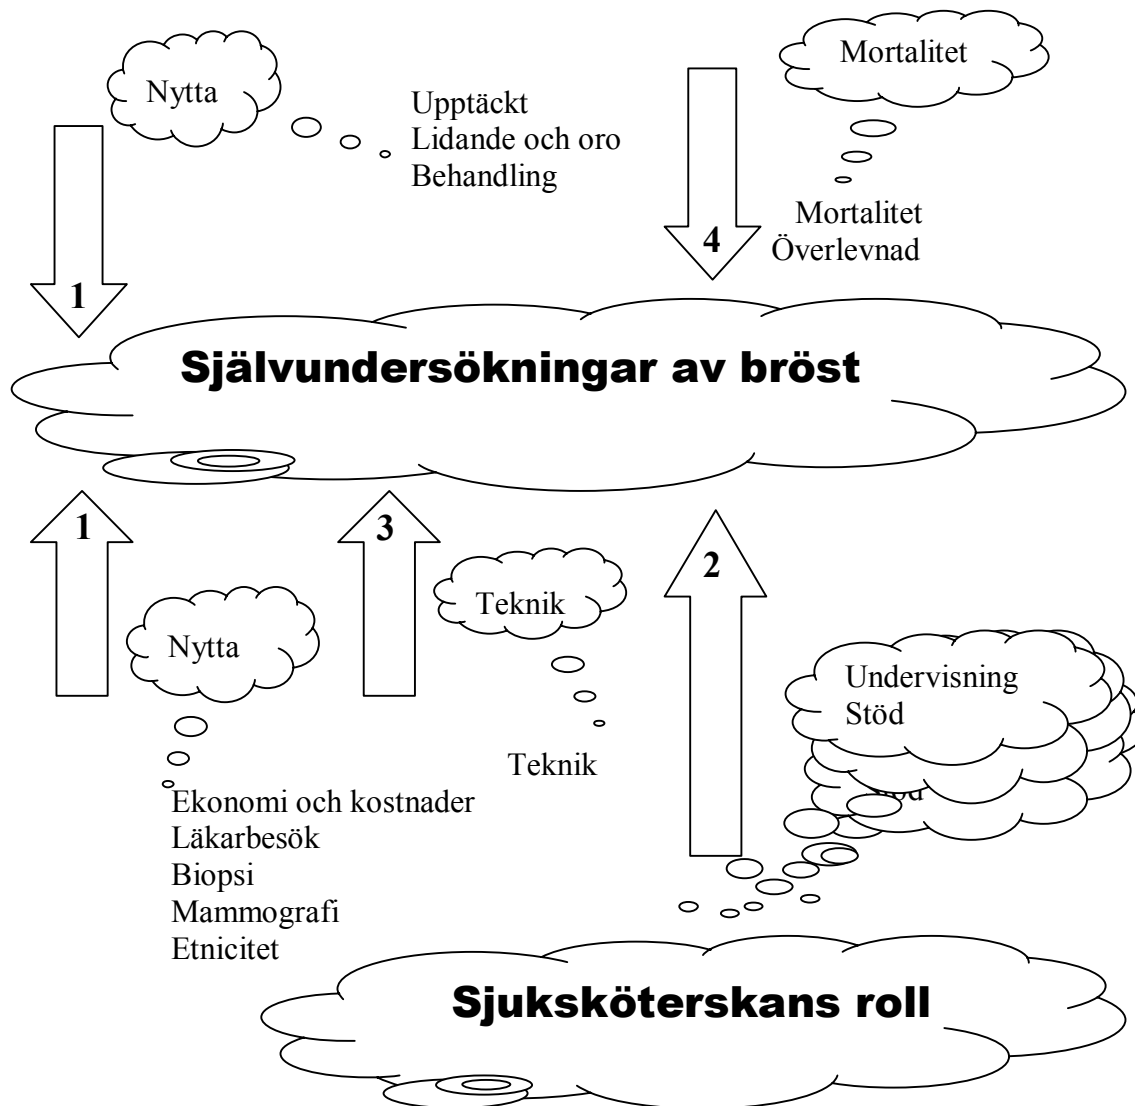 Nytta
Upptäckt
Lidande och oro
Behandling
1
Mortalitet
Mortalitet
Överlevnad
4
Självundersökningar av bröst
1
Nytta
Ekonomi och kostnader
Läkarbesök
Biopsi
Mammografi
Etnicitet
3
Teknik
Teknik
2
Undervisning
Stöd
Sjuksköterskans roll